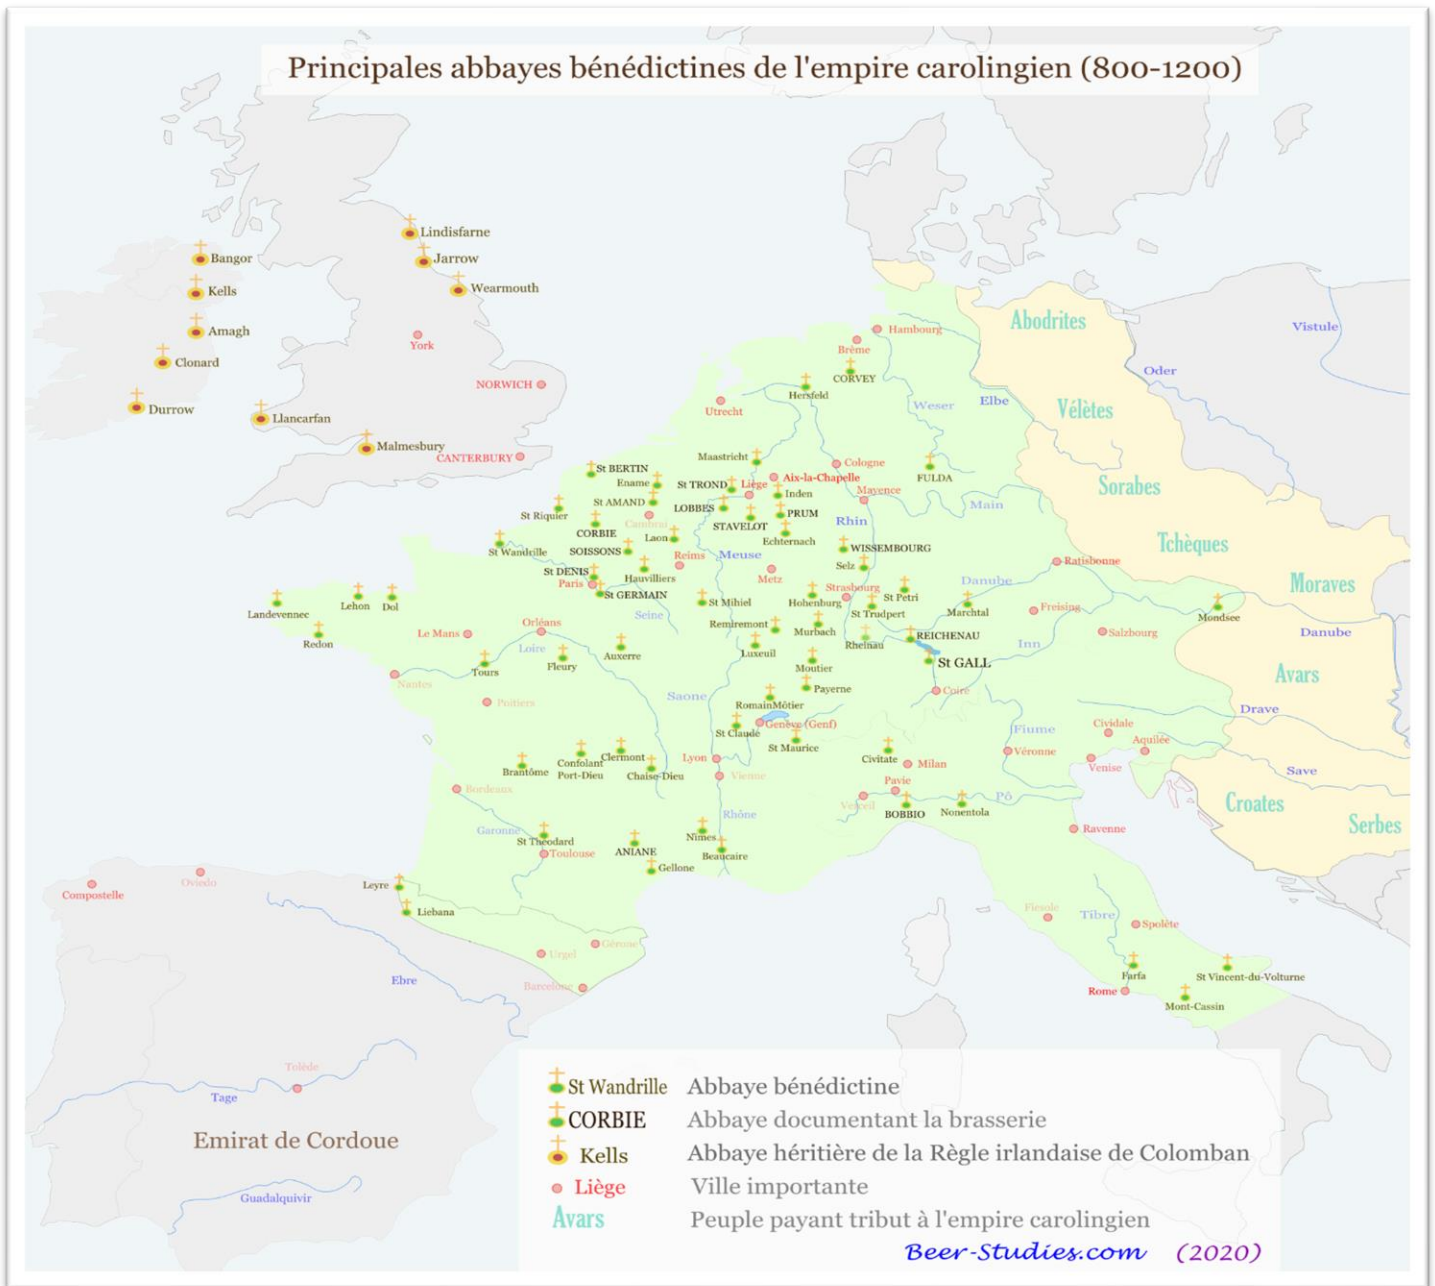 Principales abbayes bénédictines de l'empire carolingien (800-1200)
Lindisfarne
Bangor
Jarrow
Kells
Wearmouth
Amagh
York
Clonard
NORWICH
Durrow
Llancarfan
Malmesbury
CANTERBURY
Abodrites
Vistule
Hambourg
Brême
CORVEY
Oder
Hersfeld
Utrecht
Weser
Elbe
Vélètes
Maastricht
Cologne
St BERTIN
Ename
St TROND
Liège
Aix-la-Chapelle
FULDA
Sorabes
St AMAND
Inden
Mayence
Main
LOBBES
PRUM
St Riquier
Cambrai
STAVELOT
Rhin
CORBIE
Laon
Echternach
Tchèques
St Wandrille
SOISSONS
Reims
Meuse
WISSEMBOURG
Ratisbonne
St DENIS
Hauvilliers
Metz
Selz
Moraves
Paris
St GERMAIN
Strasbourg
St Petri
Danube
Landevennec
Lehon
Dol
St Mihiel
Hohenburg
St Trudpert
Marchtal
Freising
Mondsee
Seine
Remiremont
Murbach
Redon
Le Mans
Orléans
Rheinau
REICHENAU
Salzbourg
Danube
Loire
Auxerre
Luxeuil
Inn
Tours
Fleury
Moutier
St GALL
Avars
Nantes
Payerne
Coire
Poitiers
Saone
RomainMôtier
Drave
St Claude
Genève (Genf)
Fiume
Cividale
St Maurice
Aquilée
Clermont
Lyon
Civitate
Milan
Véronne
Venise
Save
Brantôme
Confolant
Port-Dieu
Chaise-Dieu
Vienne
Pavie
Bordeaux
Verceil
Pô
Croates
BOBBIO
Nonentola
Rhône
Garonne
Serbes
St Théodard
Nimes
Ravenne
Toulouse
ANIANE
Beaucaire
Gellone
Oviedo
Leyre
Compostelle
Liebana
Fiesole
Tibre
Spolète
Gérone
Urgel
Ebre
Barcelone
Farfa
St Vincent-du-Volturne
Rome
Mont-Cassin
Tolède
Tage
Emirat de Cordoue
Guadalquivir
St Wandrille Abbaye bénédictine
CORBIE Abbaye documentant la brasserie
Kells Abbaye héritière de la Règle irlandaise de Colomban
Liège Ville importante
Avars Peuple payant tribut à l'empire carolingien
Beer-Studies.com (2020)